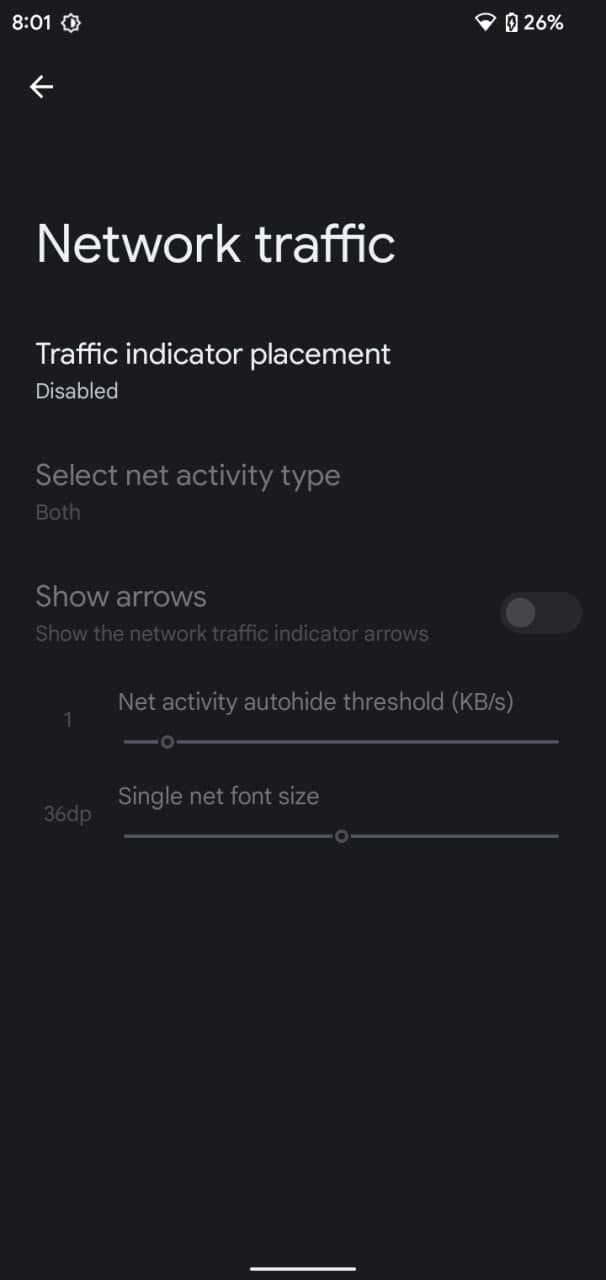 8:01
26%
Network traffic
Traffic indicator placement
Disabled
Select net activity type
Both
Show arrows
Show the network traffic indicator arrows
Net activity autohide threshold (KB/s)
1
Single net font size
36dp